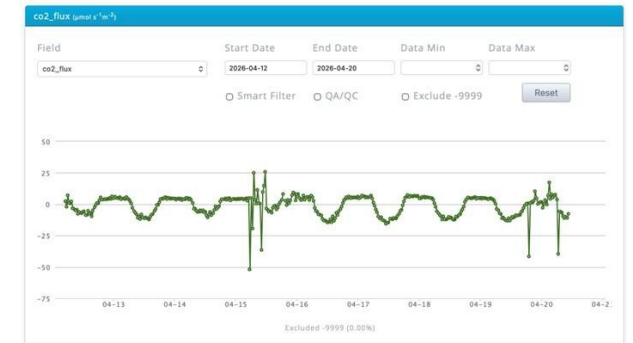 co2_flux (μmol s⁻¹m⁻²)
Field Start Date End Date Data Min Data Max
co2_flux 2026-04-12 2026-04-20
Smart Filter QA/QC Exclude -9999 Reset
50
25
0
-25
-50
-75
04-13 04-14 04-15 04-16 04-17 04-18 04-19 04-20 04-2
Excluded -9999 (0.00%)